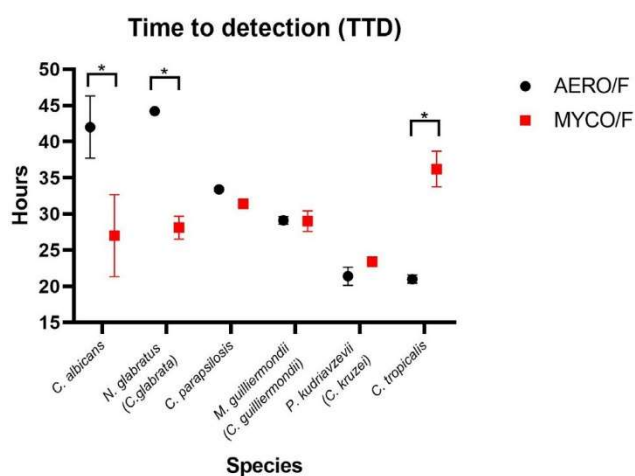 Time to detection (TTD)
50
45
40
35
30
25
20
15
Hours
*
*
*
AERO/F
MYCO/F
C. albicans
N. glabratus
(C.glabrata)
C. parapsilosis
M. guilliermondii
(C. guilliermondii)
P. kudriavzevii
(C. kruzei)
C. tropicalis
Species